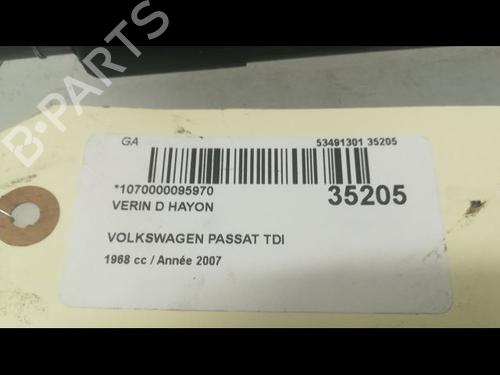 B-PARTS
GA
53491301 35205
*1070000095970
35205
VERIN D HAYON
VOLKSWAGEN PASSAT TDI
1968 cc / Année 2007